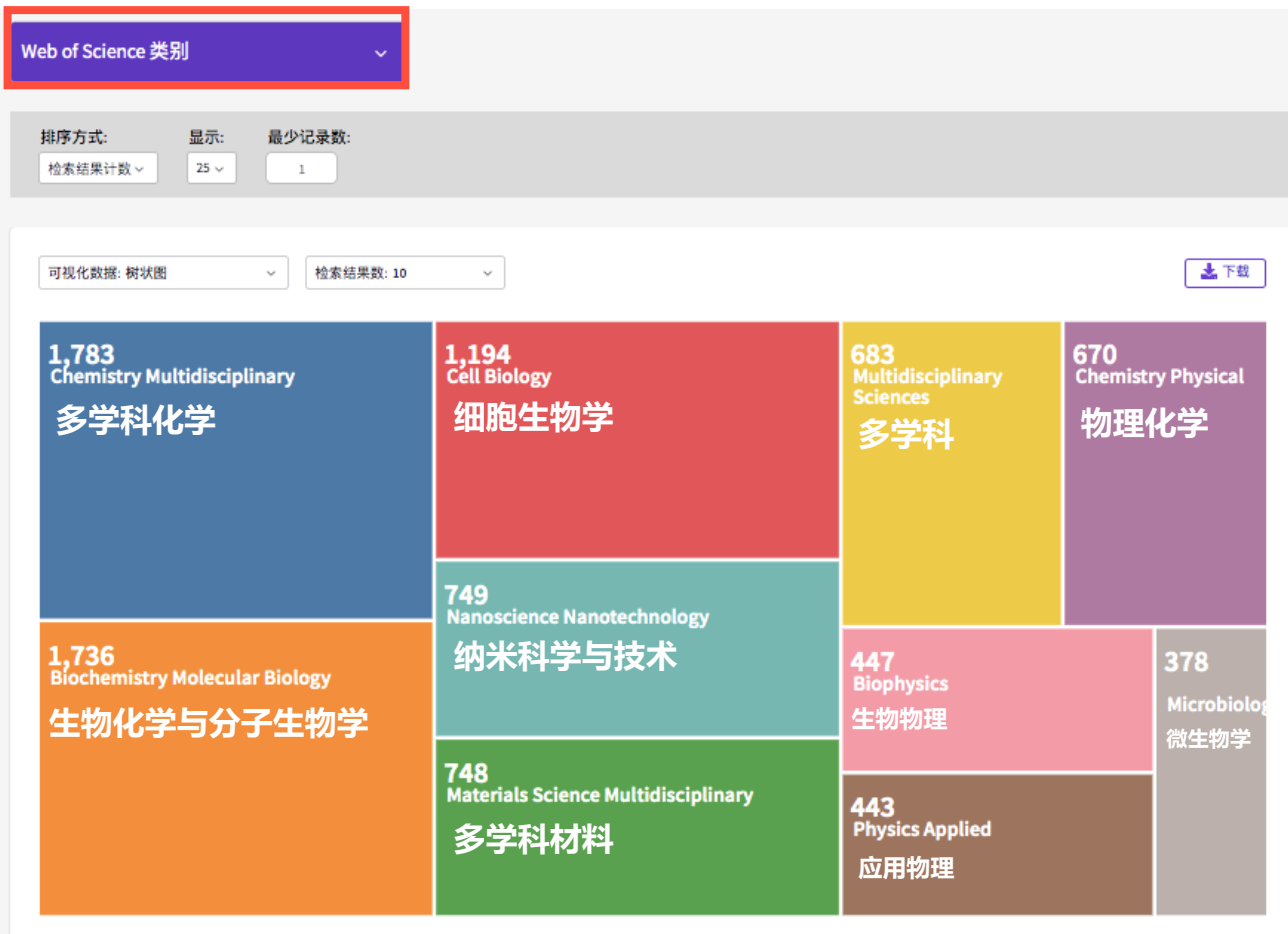 Web of Science 类别
排序方式:
显示:
最少记录数:
检索结果计数
25
1
可视化数据: 树状图
检索结果数: 10
下载
1,783
Chemistry Multidisciplinary
多学科化学
1,736
Biochemistry Molecular Biology
生物化学与分子生物学
1,194
Cell Biology
细胞生物学
749
Nanoscience Nanotechnology
纳米科学与技术
748
Materials Science Multidisciplinary
多学科材料
683
Multidisciplinary
Sciences
多学科
670
Chemistry Physical
物理化学
447
Biophysics
生物物理
443
Physics Applied
应用物理
378
Microbiolog
微生物学